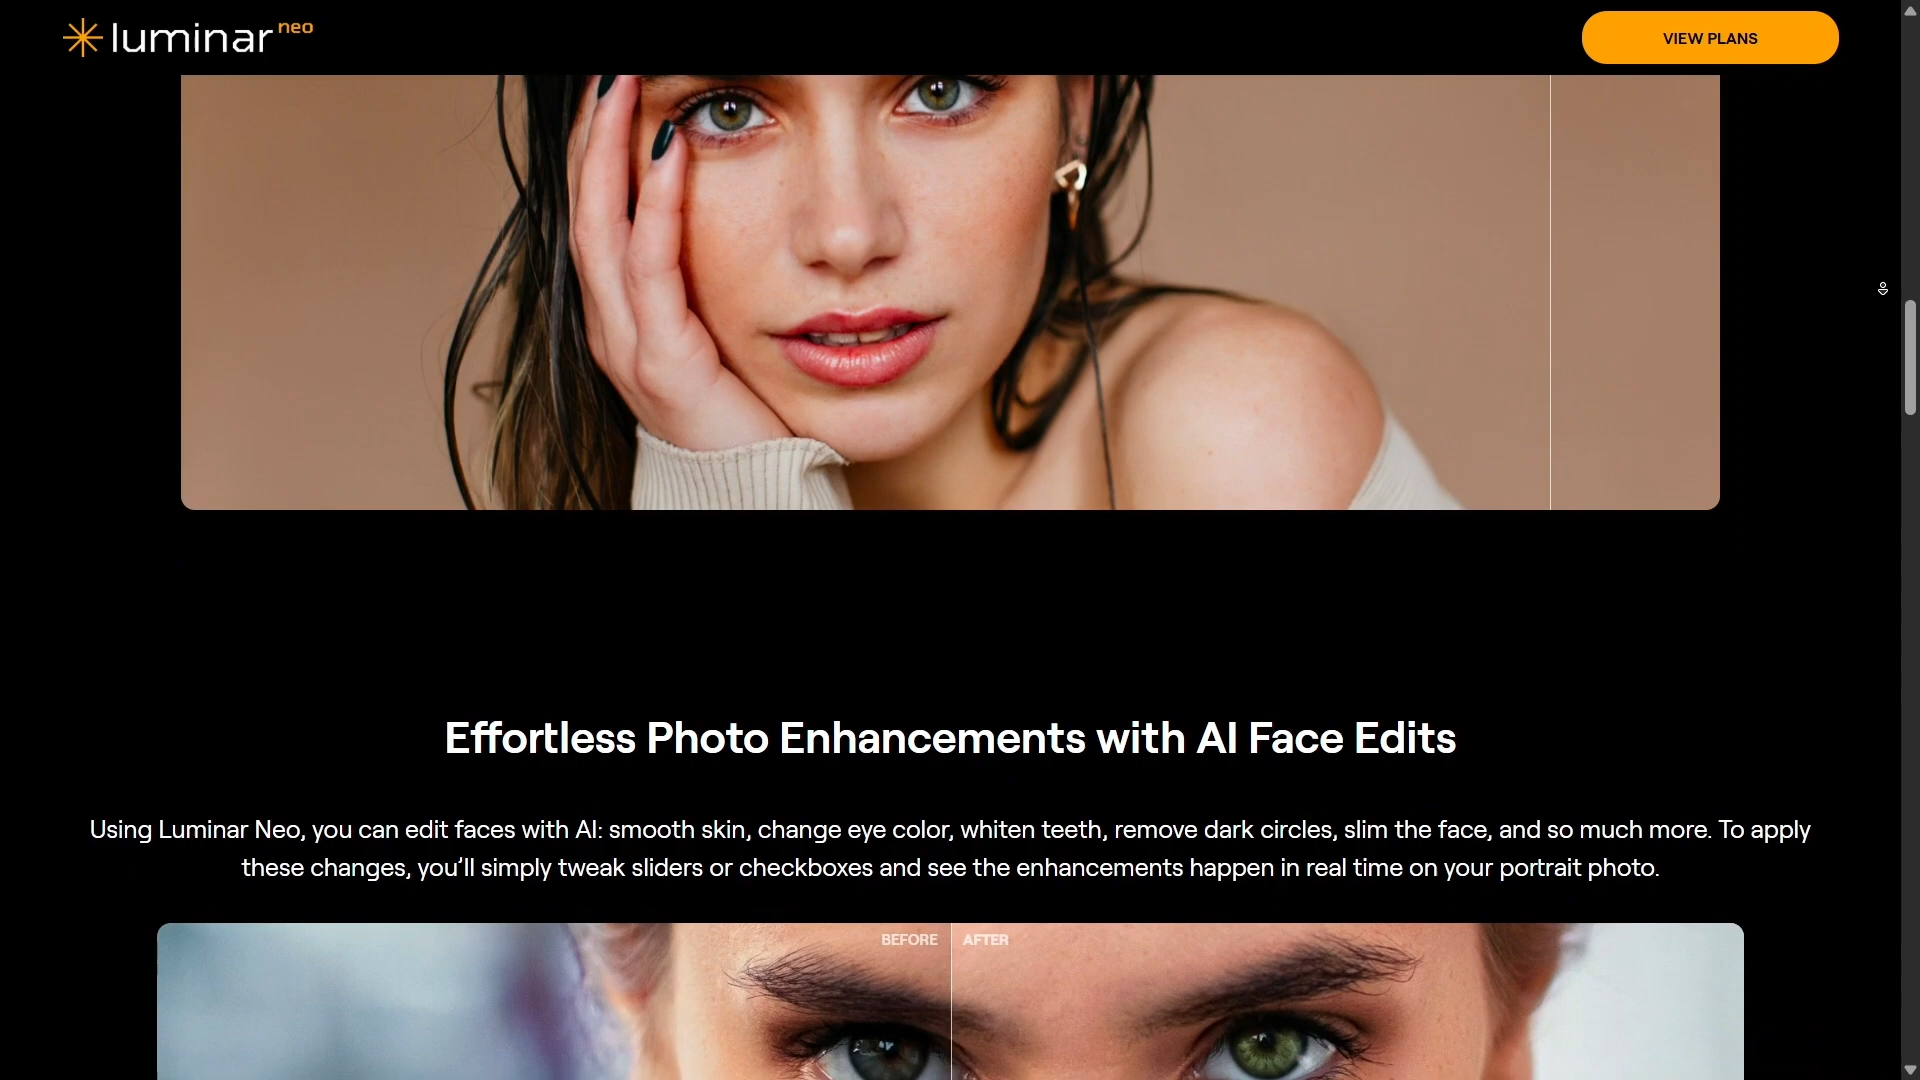 luminar neo
VIEW PLANS
Effortless Photo Enhancements with AI Face Edits
Using Luminar Neo, you can edit faces with AI: smooth skin, change eye color, whiten teeth, remove dark circles, slim the face, and so much more. To apply
these changes, you’ll simply tweak sliders or checkboxes and see the enhancements happen in real time on your portrait photo.
BEFORE AFTER